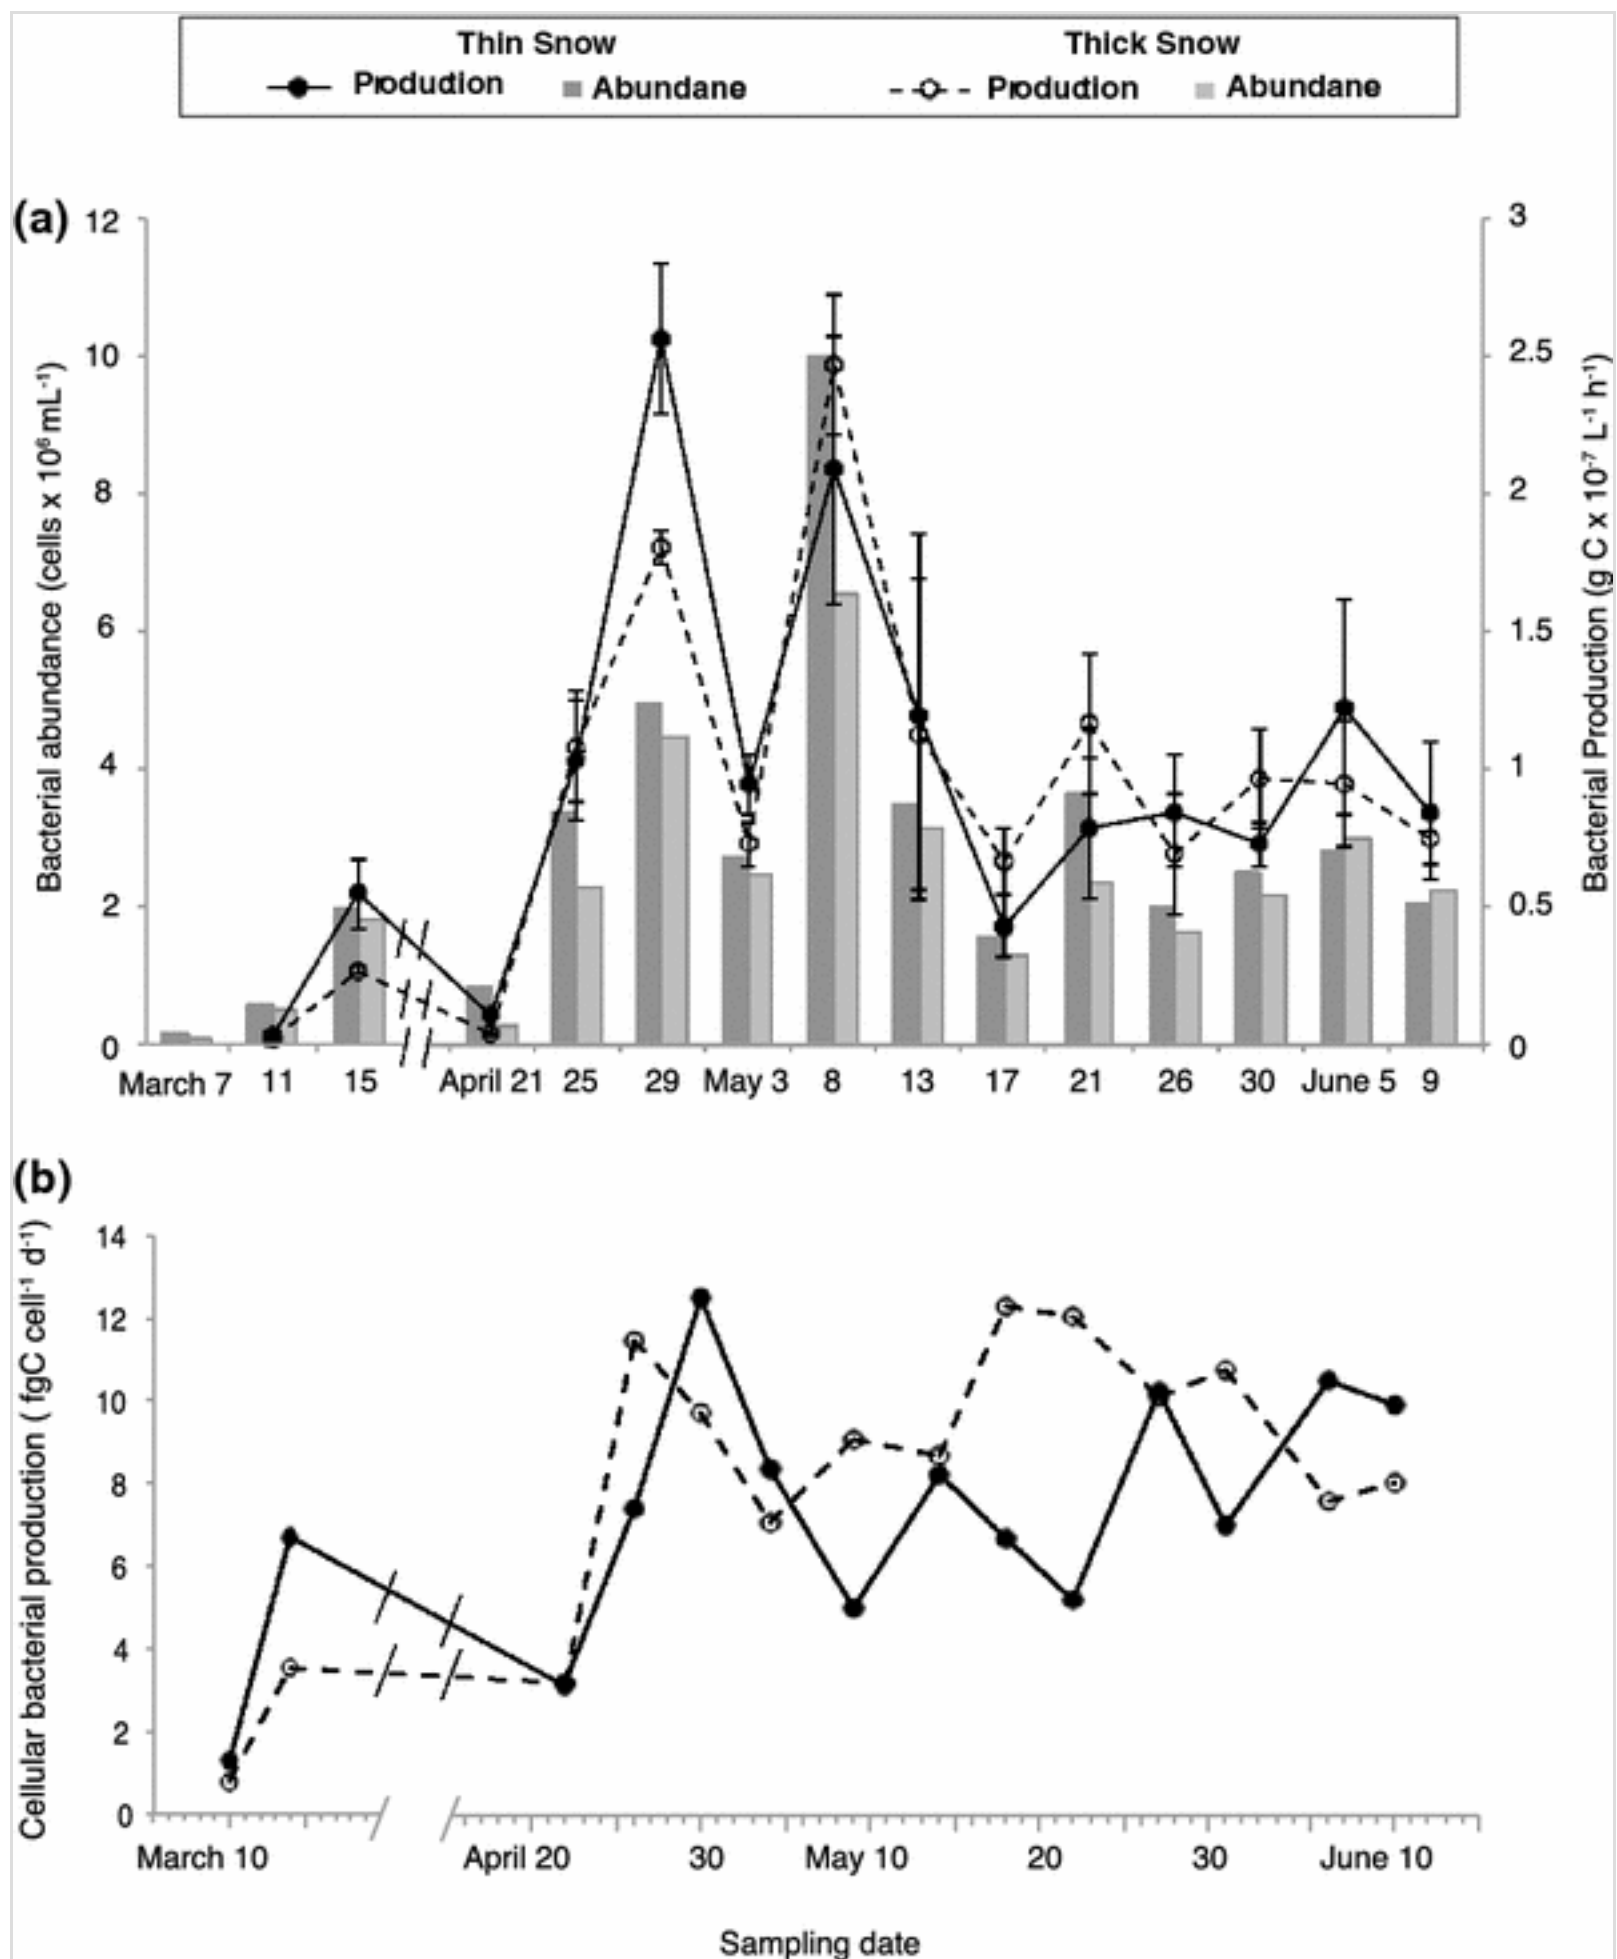 Thin Snow Thick Snow
Production Abundane Production Abundane
(a)
12
10
8
6
4
2
0
Bacterial abundance (cells x 10⁶ mL⁻¹)
3
2.5
2
1.5
1
0.5
0
Bacterial Production (g C x 10⁻⁷ L⁻¹ h⁻¹)
March 7 11 15 April 21 25 29 May 3 8 13 17 21 26 30 June 5 9
(b)
14
12
10
8
6
4
2
0
Cellular bacterial production ( fgC cell⁻¹ d⁻¹)
March 10 April 20 30 May 10 20 30 June 10
Sampling date